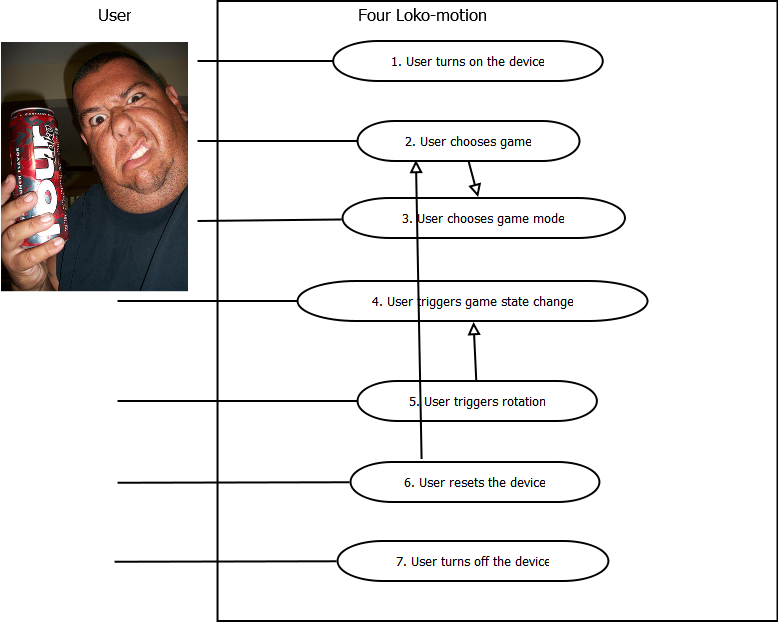 User
Four Loko-motion
1. User turns on the device
2. User chooses game
3. User chooses game mode
4. User triggers game state change
5. User triggers rotation
6. User resets the device
7. User turns off the device